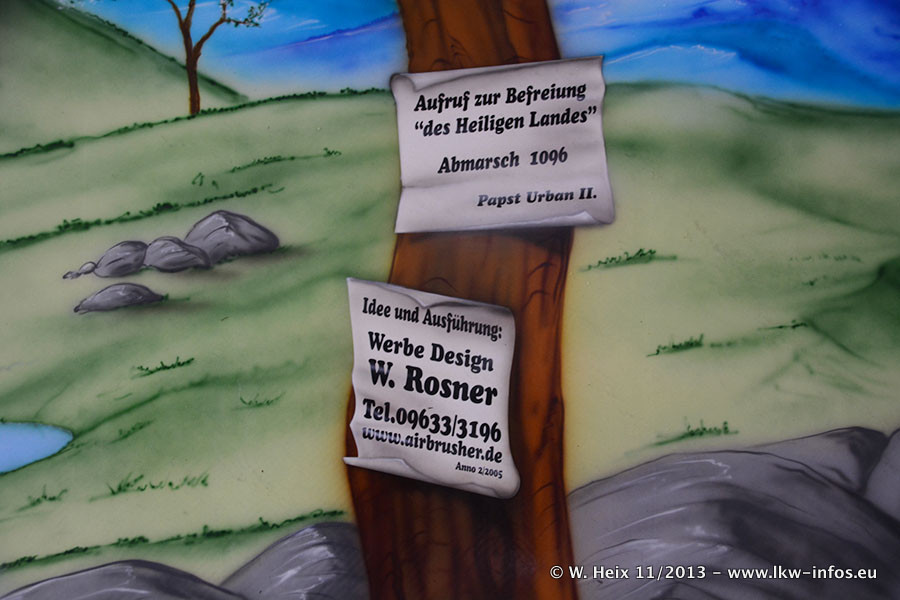 Aufruf zur Befreiung
“des Heiligen Landes”
Abmarsch 1096
Papst Urban II.
Idee und Ausführung:
Werbe Design
W. Rosner
Tel.09633/3196
www.airbrusher.de
Anno 2/2005
© W. Heix 11/2013 - www.lkw-infos.eu